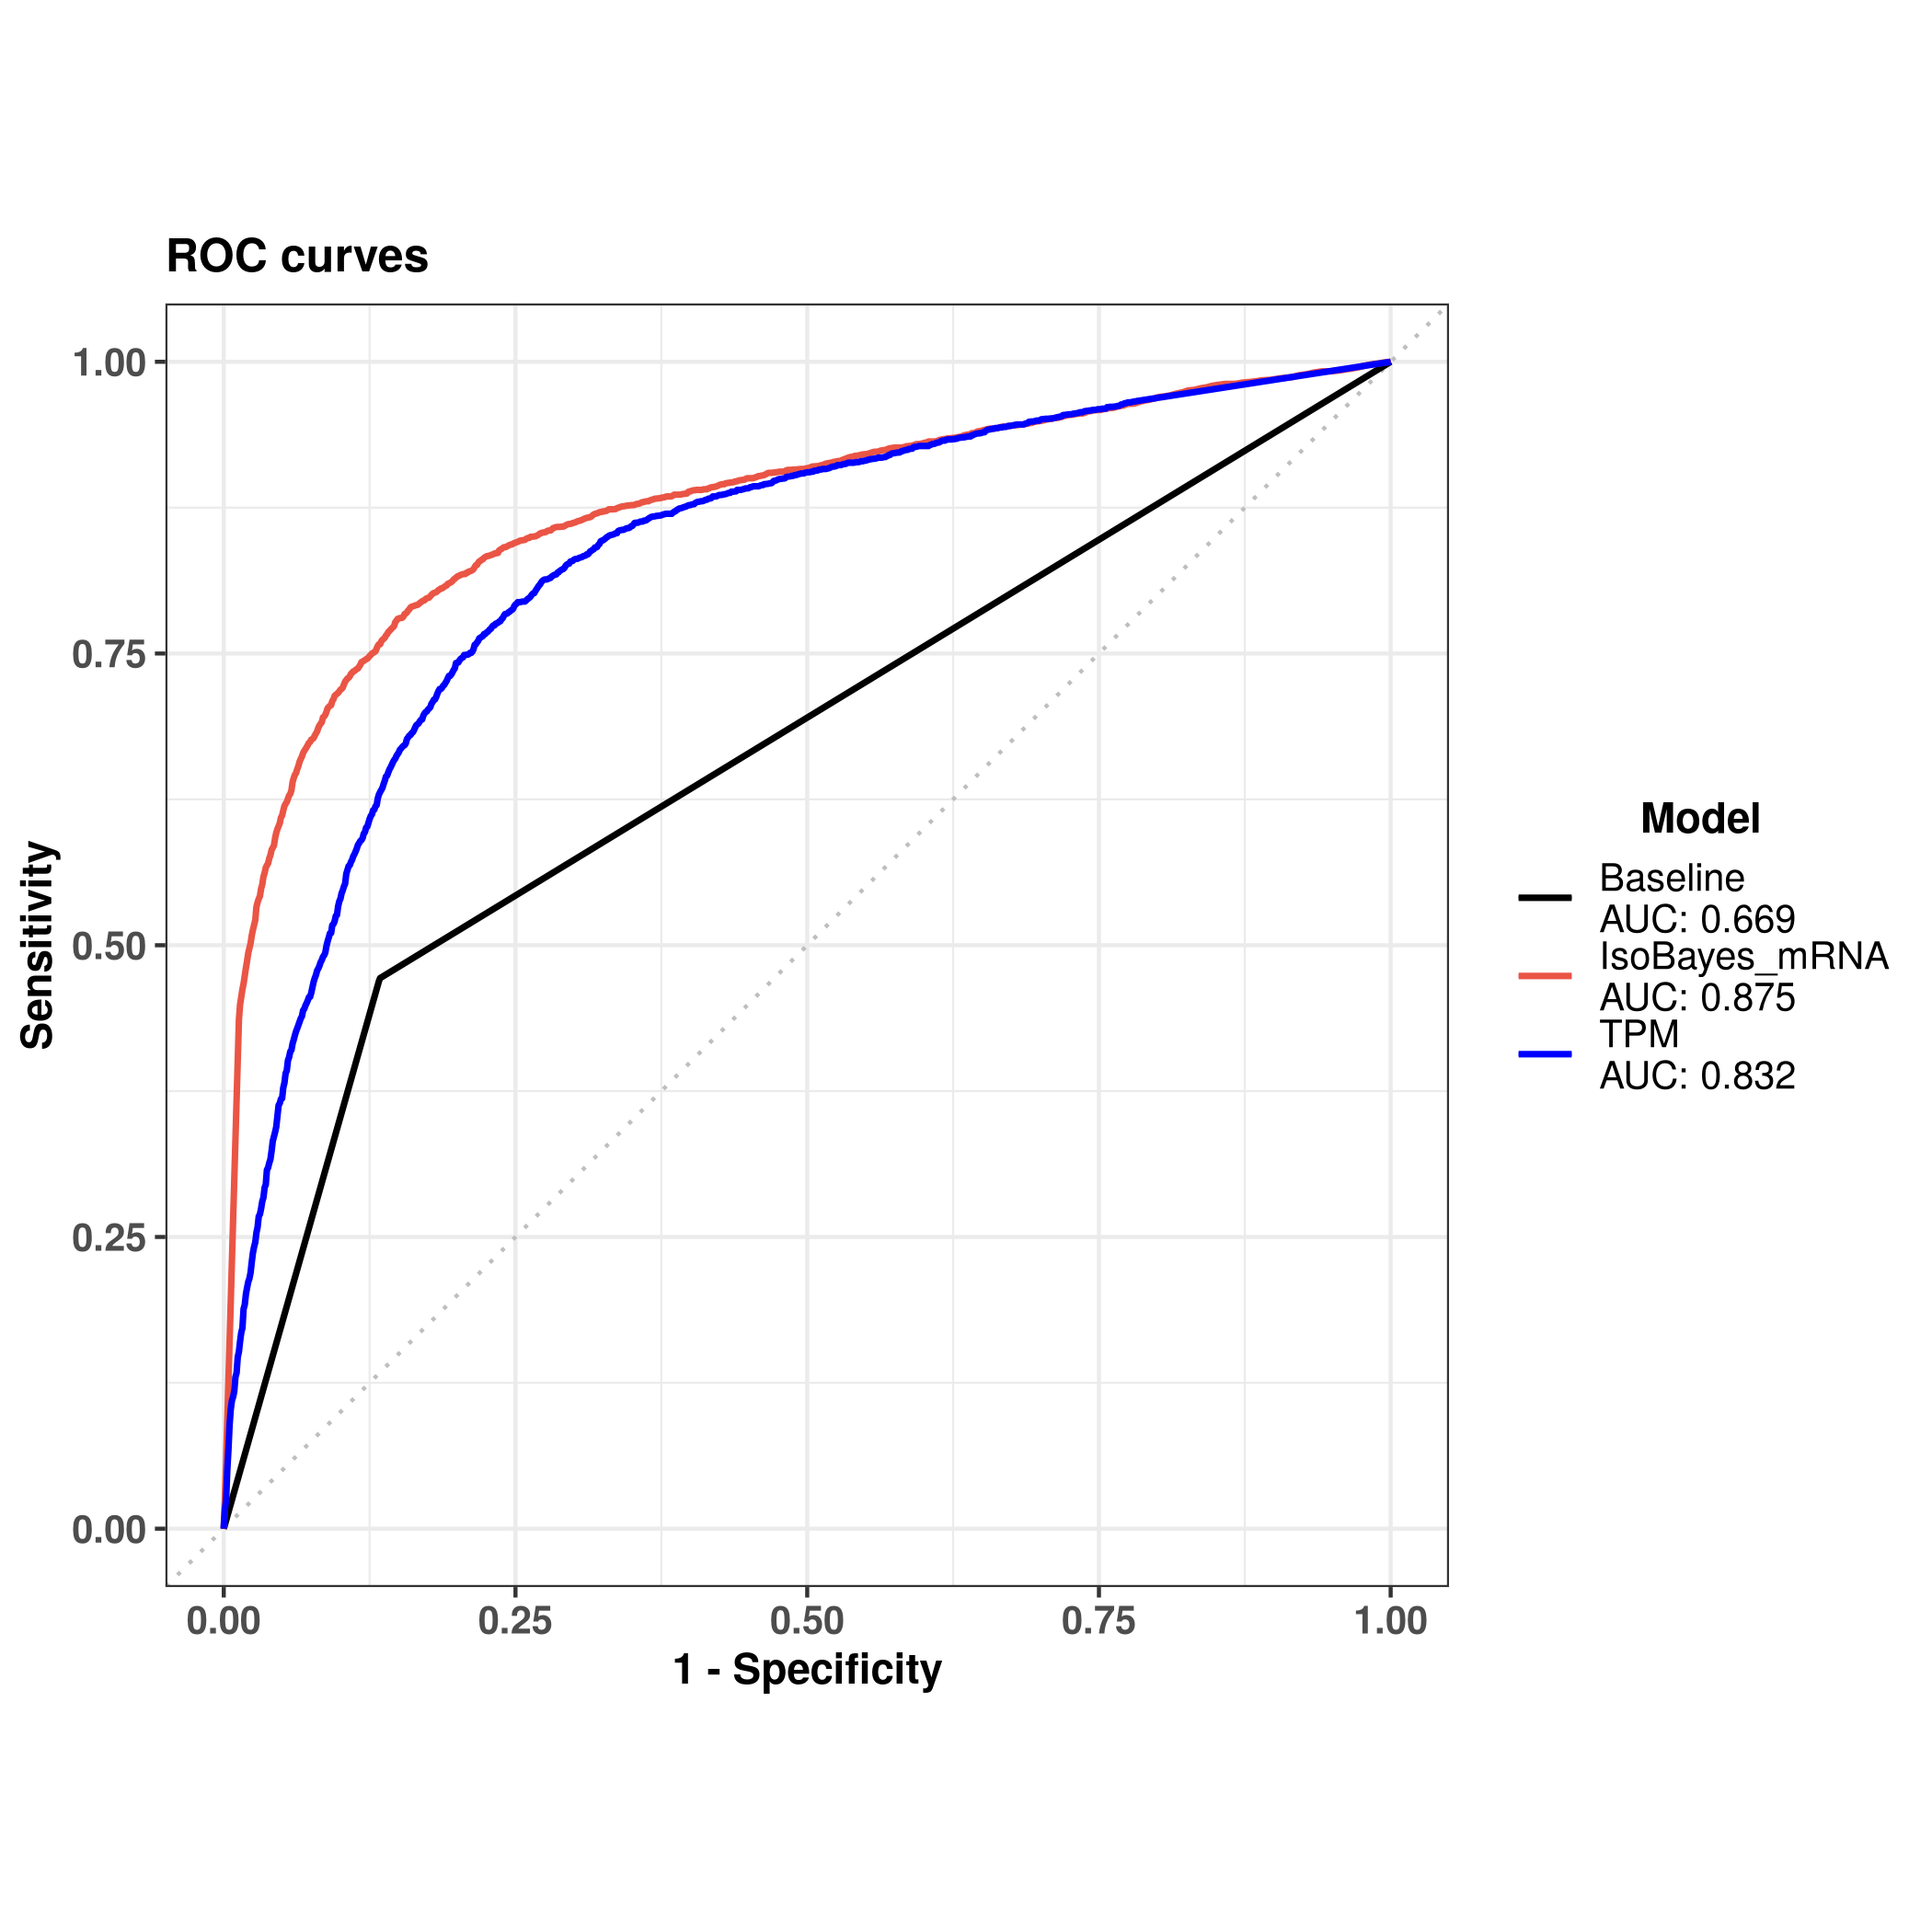 ROC curves
1.00
0.75
0.50
0.25
0.00
Sensitivity
0.00 0.25 0.50 0.75 1.00
1 - Specificity
Model
Baseline
AUC: 0.669
IsoBayes_mRNA
AUC: 0.875
TPM
AUC: 0.832